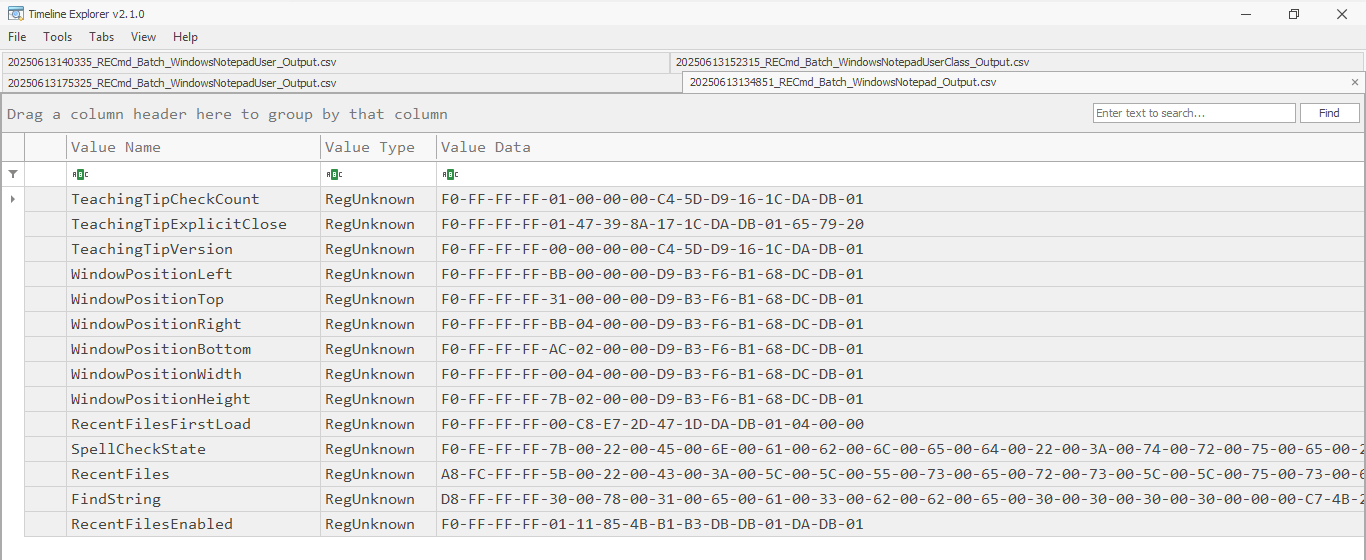 Timeline Explorer v2.1.0
File Tools Tabs View Help
20250613140335_RECmd_Batch_WindowsNotepadUser_Output.csv 20250613152315_RECmd_Batch_WindowsNotepadUserClass_Output.csv
20250613175325_RECmd_Batch_WindowsNotepadUser_Output.csv 20250613134851_RECmd_Batch_WindowsNotepad_Output.csv
Drag a column header here to group by that column Enter text to search... Find
Value Name Value Type Value Data
ABC ABC ABC
TeachingTipCheckCount RegUnknown F0-FF-FF-FF-01-00-00-00-C4-5D-D9-16-1C-DA-DB-01
TeachingTipExplicitClose RegUnknown F0-FF-FF-FF-01-47-39-8A-17-1C-DA-DB-01-65-79-20
TeachingTipVersion RegUnknown F0-FF-FF-FF-00-00-00-00-C4-5D-D9-16-1C-DA-DB-01
WindowPositionLeft RegUnknown F0-FF-FF-FF-BB-00-00-00-D9-B3-F6-B1-68-DC-DB-01
WindowPositionTop RegUnknown F0-FF-FF-FF-31-00-00-00-D9-B3-F6-B1-68-DC-DB-01
WindowPositionRight RegUnknown F0-FF-FF-FF-BB-04-00-00-D9-B3-F6-B1-68-DC-DB-01
WindowPositionBottom RegUnknown F0-FF-FF-FF-AC-02-00-00-D9-B3-F6-B1-68-DC-DB-01
WindowPositionWidth RegUnknown F0-FF-FF-FF-00-04-00-00-D9-B3-F6-B1-68-DC-DB-01
WindowPositionHeight RegUnknown F0-FF-FF-FF-7B-02-00-00-D9-B3-F6-B1-68-DC-DB-01
RecentFilesFirstLoad RegUnknown F0-FF-FF-FF-00-C8-E7-2D-47-1D-DA-DB-01-04-00-00
SpellCheckState RegUnknown F0-FE-FF-FF-7B-00-22-00-45-00-6E-00-61-00-62-00-6C-00-65-00-64-00-22-00-3A-00-74-00-72-00-75-00-65-00-2
RecentFiles RegUnknown A8-FC-FF-FF-5B-00-22-00-43-00-3A-00-5C-00-5C-00-55-00-73-00-65-00-72-00-73-00-5C-00-5C-00-75-00-73-00-6
FindString RegUnknown D8-FF-FF-FF-30-00-78-00-31-00-65-00-61-00-33-00-62-00-62-00-65-00-30-00-30-00-30-00-30-00-00-00-C7-4B-2
RecentFilesEnabled RegUnknown F0-FF-FF-FF-01-11-85-4B-B1-B3-DB-DB-01-DA-DB-01